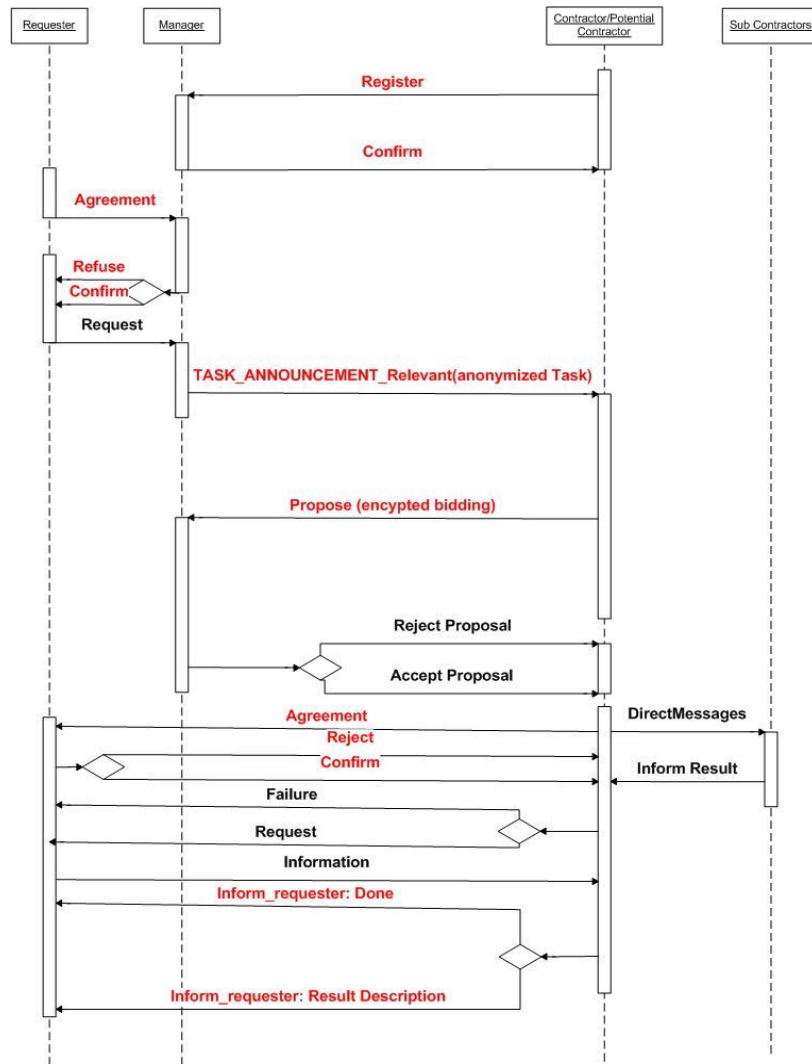 Requester
Manager
Contractor/Potential
Contractor
Sub Contractors
Register
Confirm
Agreement
Refuse
Confirm
Request
TASK_ANNOUNCEMENT_Relevant(anonymized Task)
Propose (encypted bidding)
Reject Proposal
Accept Proposal
Agreement
DirectMessages
Reject
Confirm
Inform Result
Failure
Request
Information
Inform_requester: Done
Inform_requester: Result Description